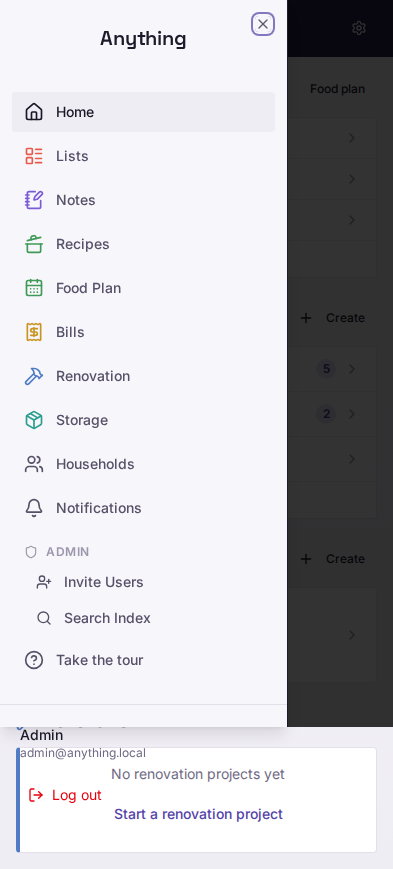 Anything
Home
Food plan
Lists
Notes
Recipes
Food Plan
Create
Bills
Renovation
5
Storage
2
Households
Notifications
ADMIN
Create
Invite Users
Search Index
Take the tour
Admin
admin@anything.local
No renovation projects yet
Log out
Start a renovation project